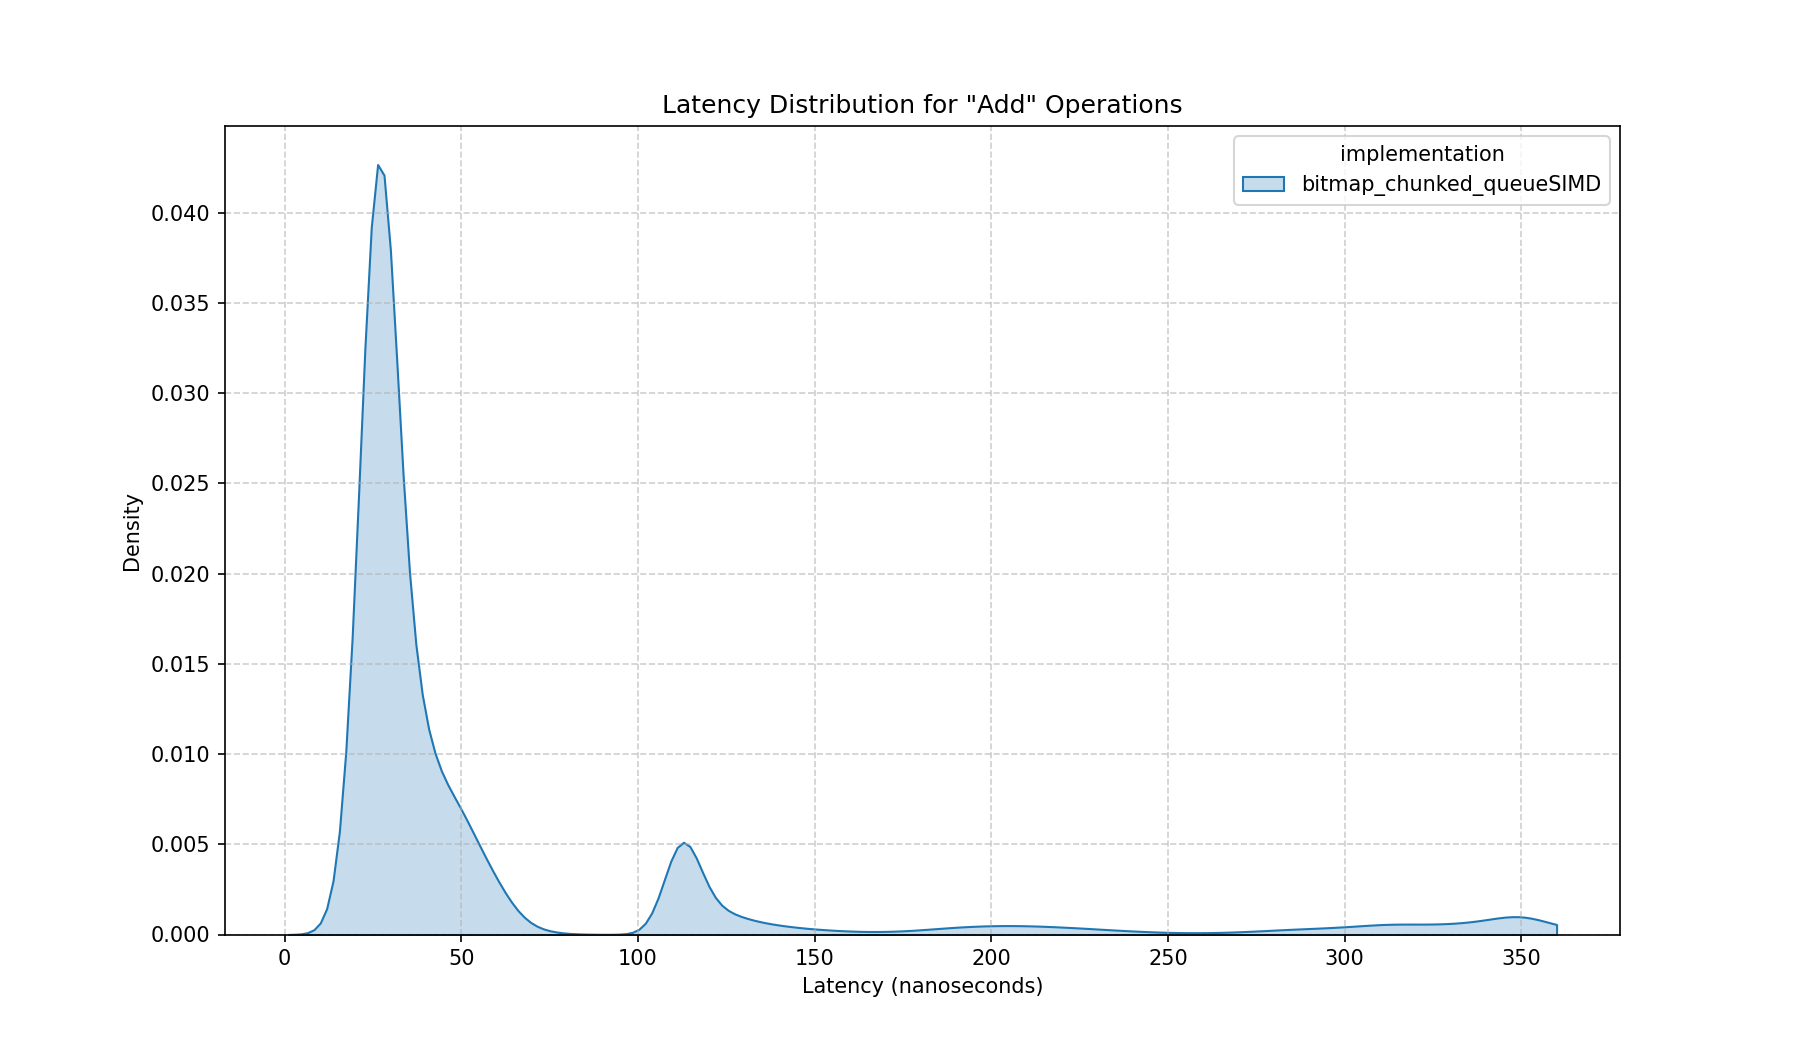 Latency Distribution for "Add" Operations
implementation
bitmap_chunked_queueSIMD
Density
0.040
0.035
0.030
0.025
0.020
0.015
0.010
0.005
0.000
0 50 100 150 200 250 300 350
Latency (nanoseconds)